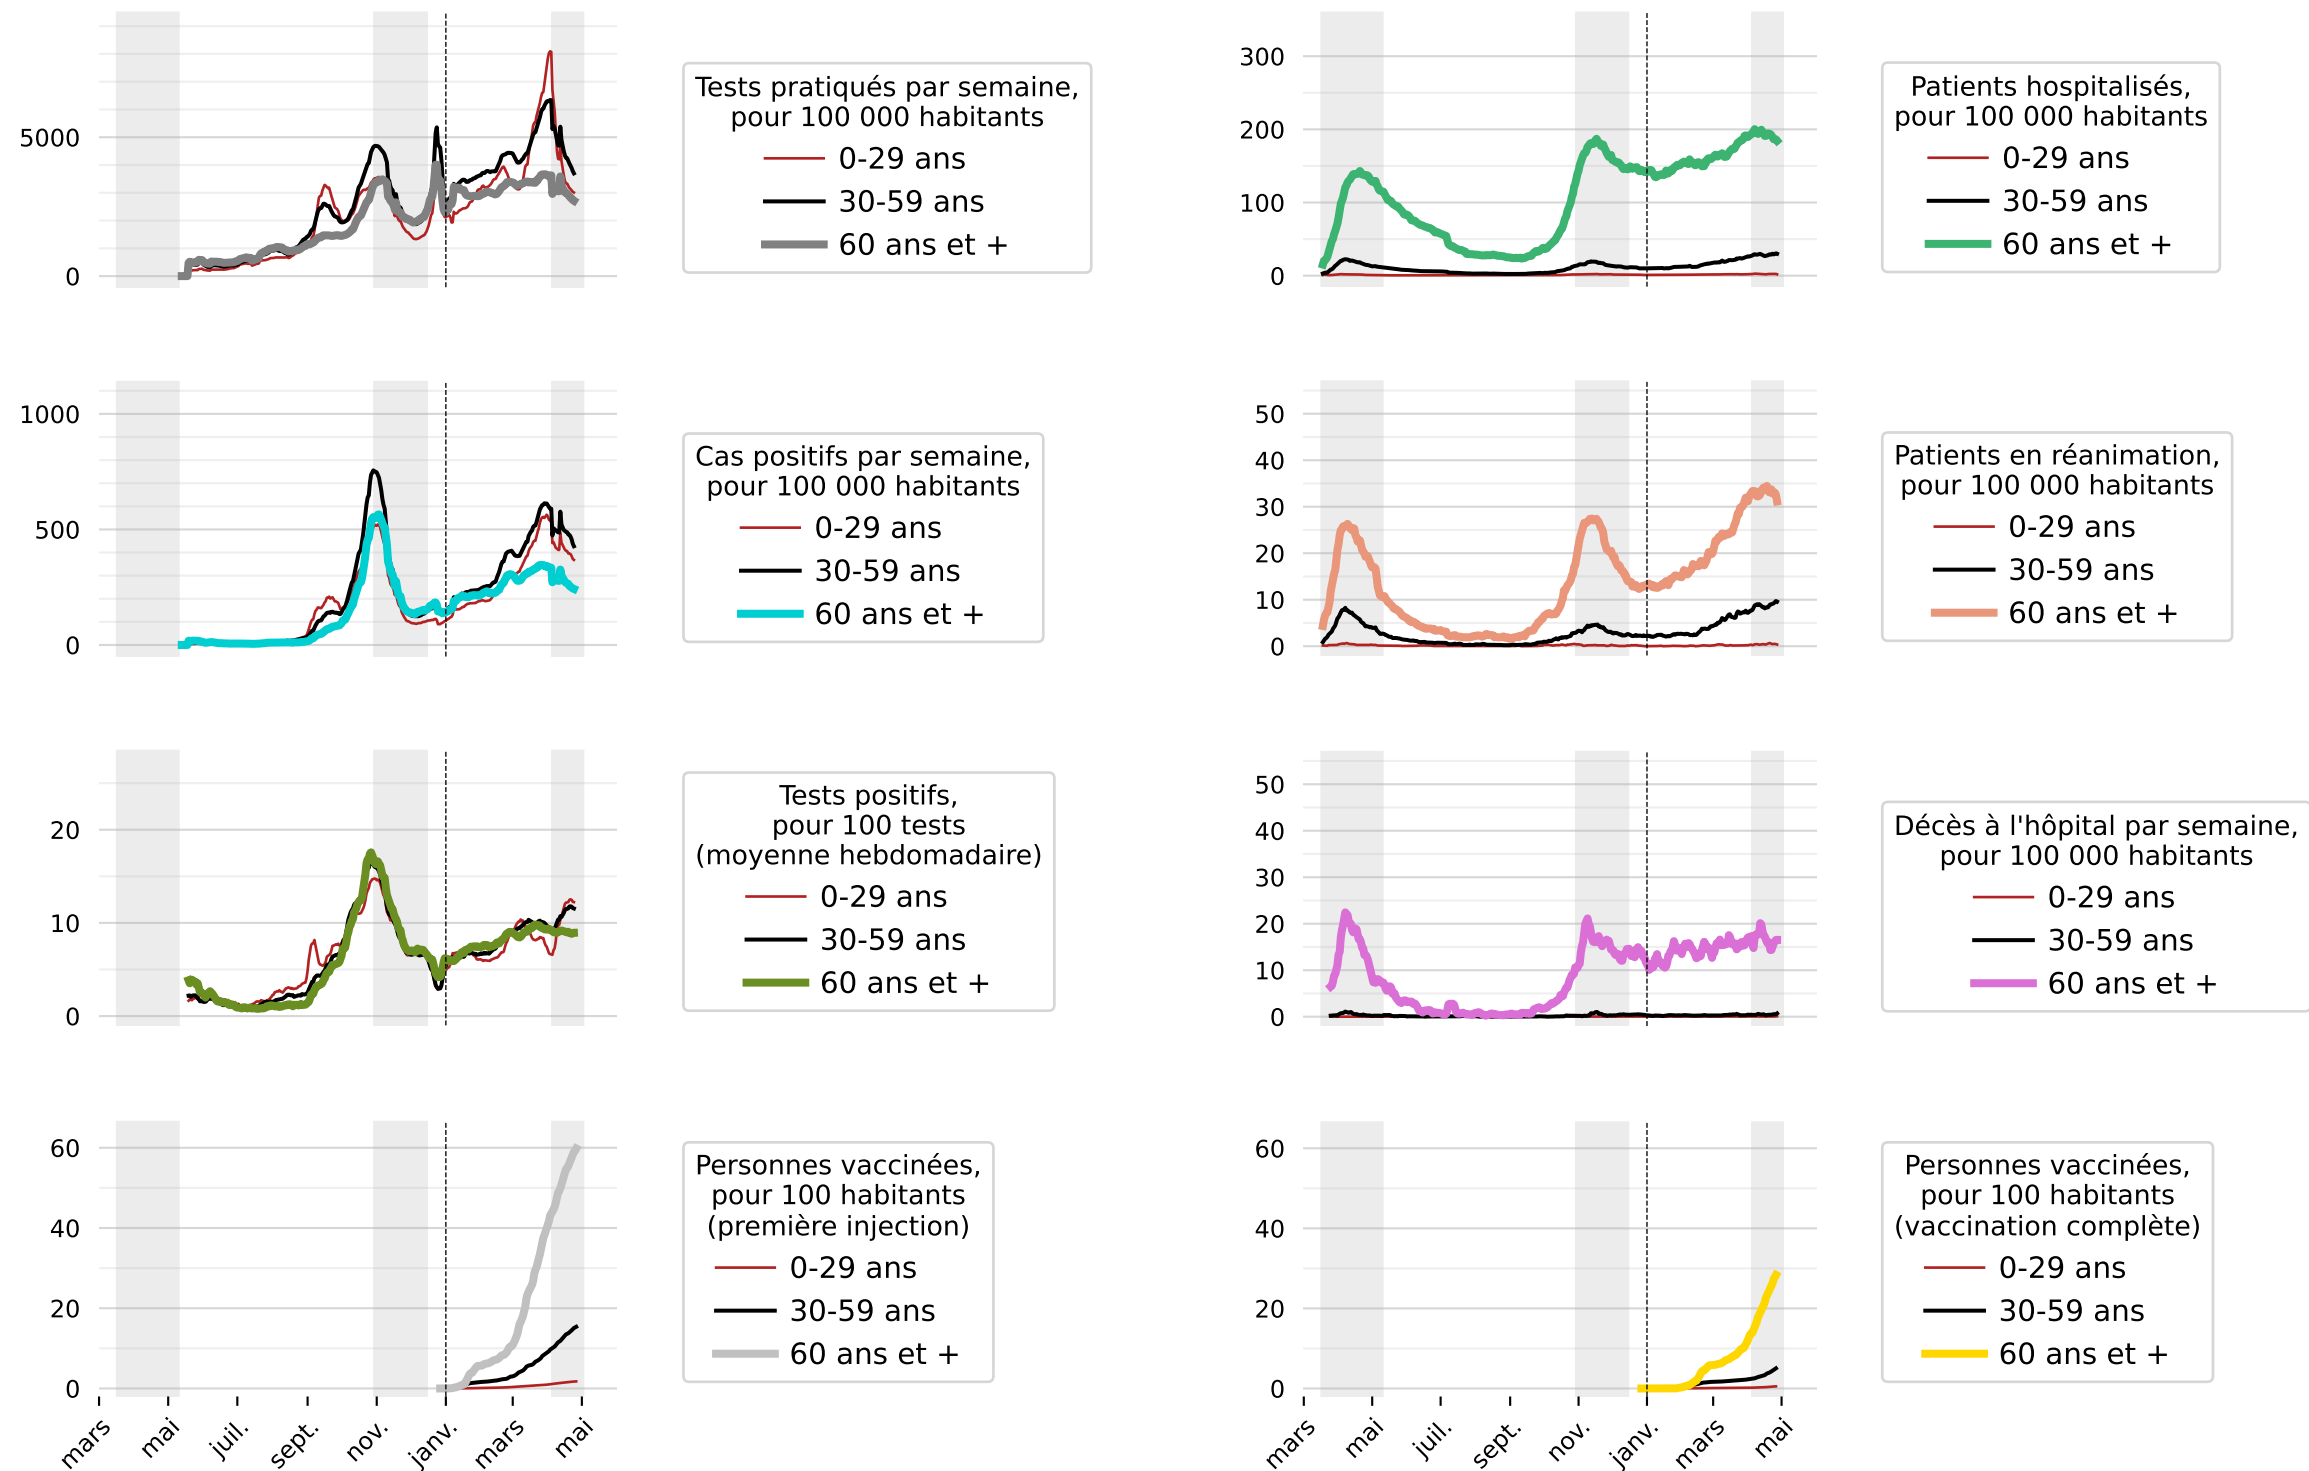 5000
0
Tests pratiqués par semaine,
pour 100 000 habitants
0-29 ans
30-59 ans
60 ans et +
300
200
100
0
Patients hospitalisés,
pour 100 000 habitants
0-29 ans
30-59 ans
60 ans et +
1000
500
0
Cas positifs par semaine,
pour 100 000 habitants
0-29 ans
30-59 ans
60 ans et +
50
40
30
20
10
0
Patients en réanimation,
pour 100 000 habitants
0-29 ans
30-59 ans
60 ans et +
20
10
0
Tests positifs,
pour 100 tests
(moyenne hebdomadaire)
0-29 ans
30-59 ans
60 ans et +
50
40
30
20
10
0
Décès à l'hôpital par semaine,
pour 100 000 habitants
0-29 ans
30-59 ans
60 ans et +
60
40
20
0
mars
mai
juil.
sept.
nov.
janv.
mars
mai
Personnes vaccinées,
pour 100 habitants
(première injection)
0-29 ans
30-59 ans
60 ans et +
60
40
20
0
mars
mai
juil.
sept.
nov.
janv.
mars
mai
Personnes vaccinées,
pour 100 habitants
(vaccination complète)
0-29 ans
30-59 ans
60 ans et +